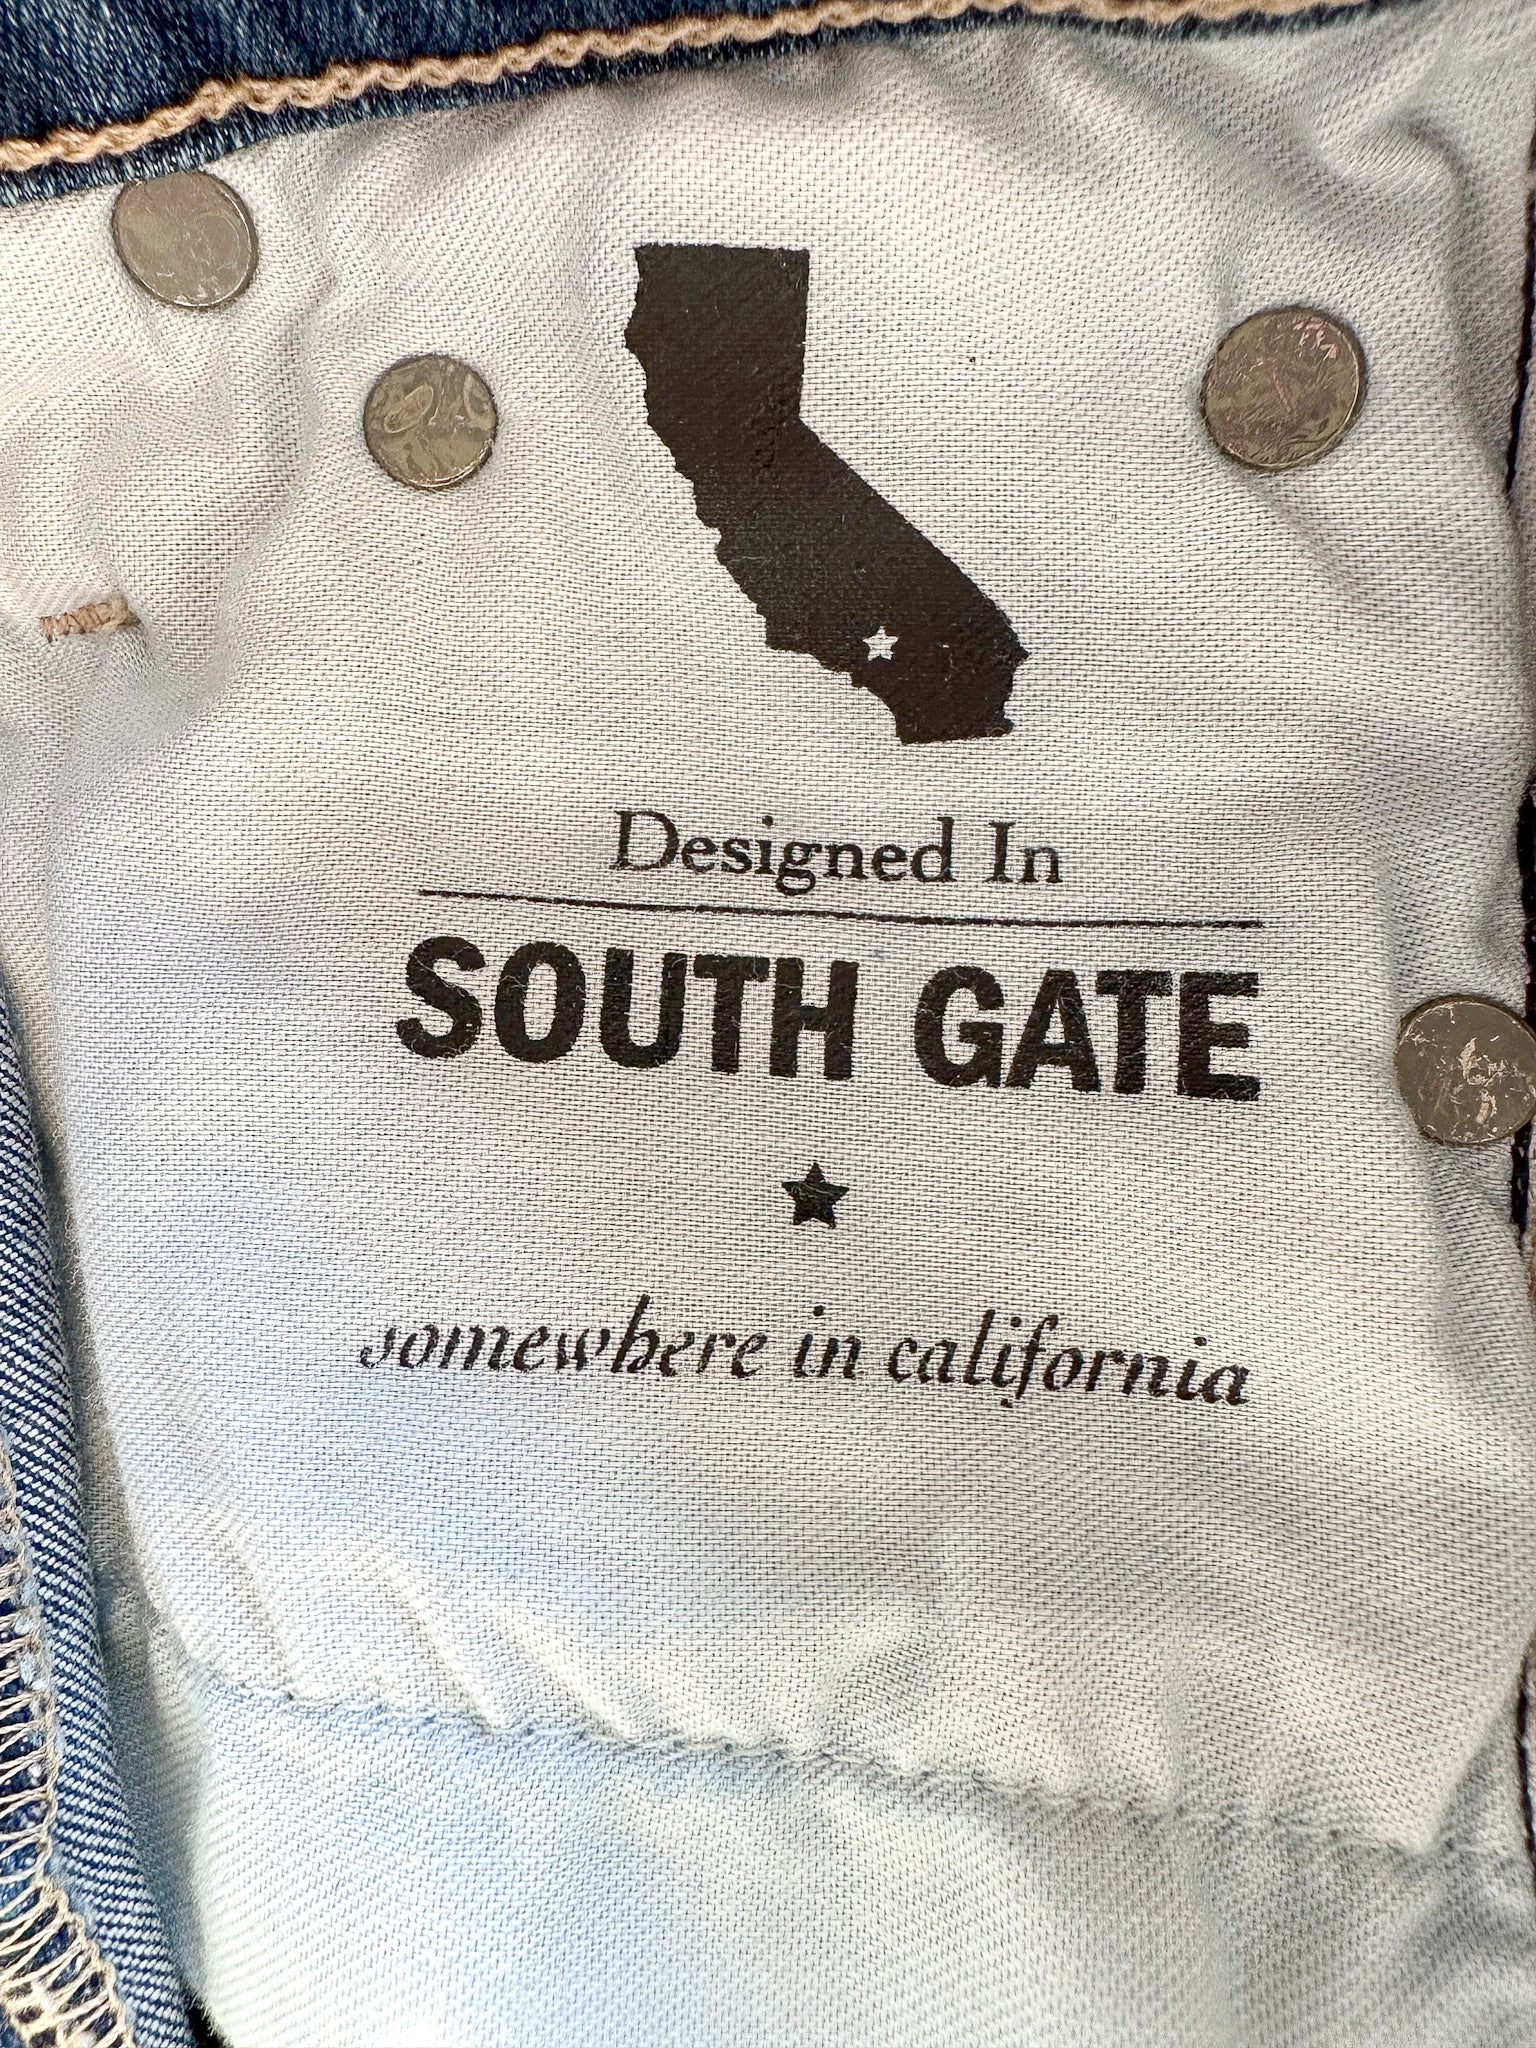 Designed In
SOUTH GATE
somewhere in california